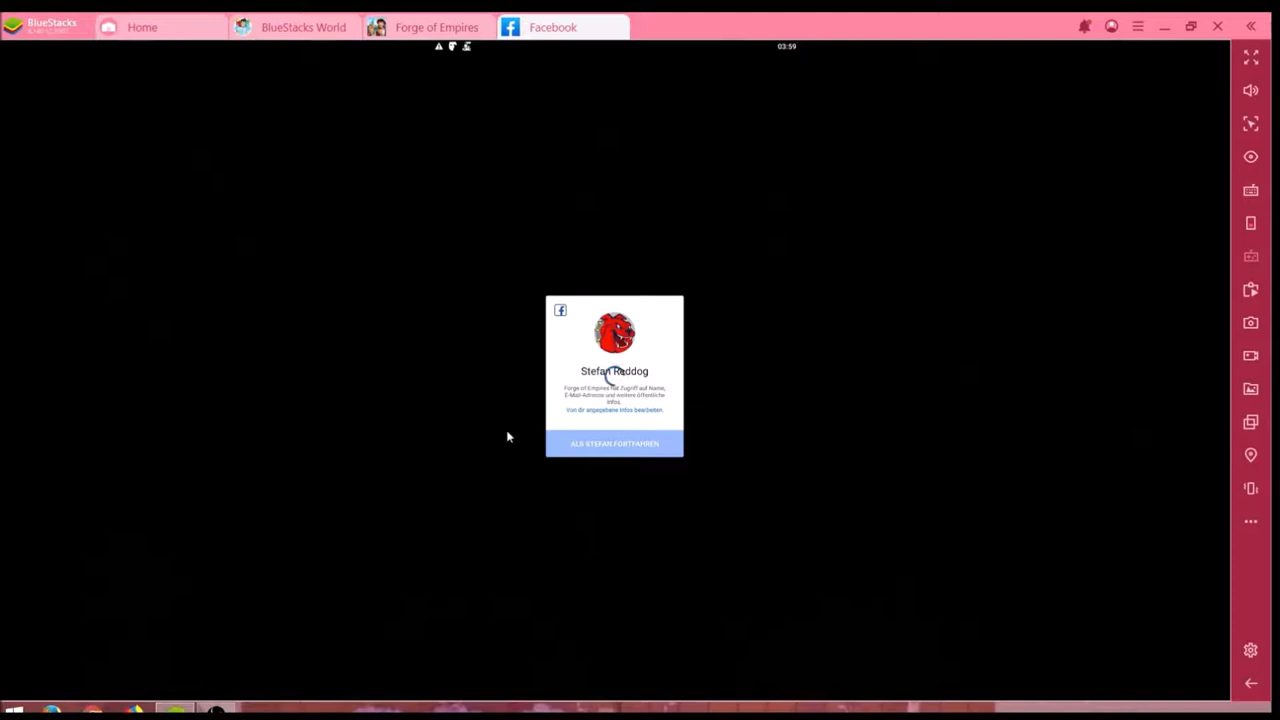 BlueStacks
Home
BlueStacks World
Forge of Empires
Facebook
03:59
Stefan Reddog
Forge of Empires hat Zugriff auf Name,
E-Mail-Adresse und weitere öffentliche
Infos.
Von dir angegebene Infos bearbeiten.
ALS STEFAN FORTFAHREN